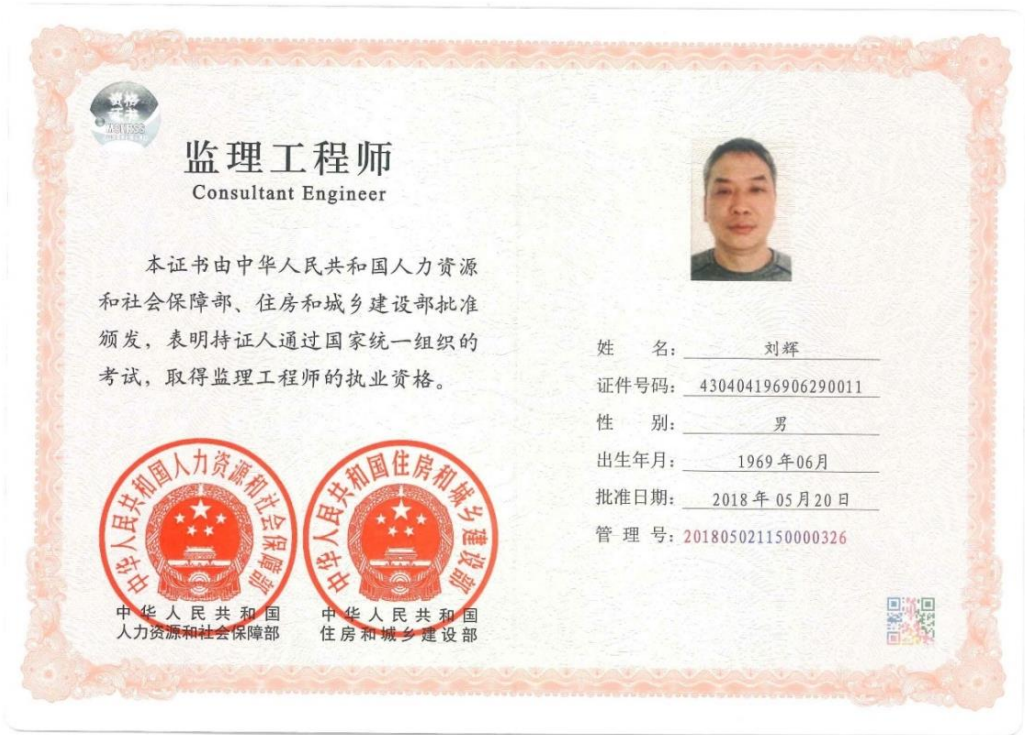 资格
证书
监理工程师
Consultant Engineer
本证书由中华人民共和国人力资源
和社会保障部、住房和城乡建设部批准
颁发，表明持证人通过国家统一组织的
考试，取得监理工程师的执业资格。
中华人民共和国人力资源和社会保障部
中华人民共和国住房和城乡建设部
中华人民共和国
人力资源和社会保障部
中华人民共和国
住房和城乡建设部
姓 名： 刘辉
证件号码： 430404196906290011
性 别： 男
出生年月： 1969年06月
批准日期： 2018年05月20日
管 理 号： 201805021150000326